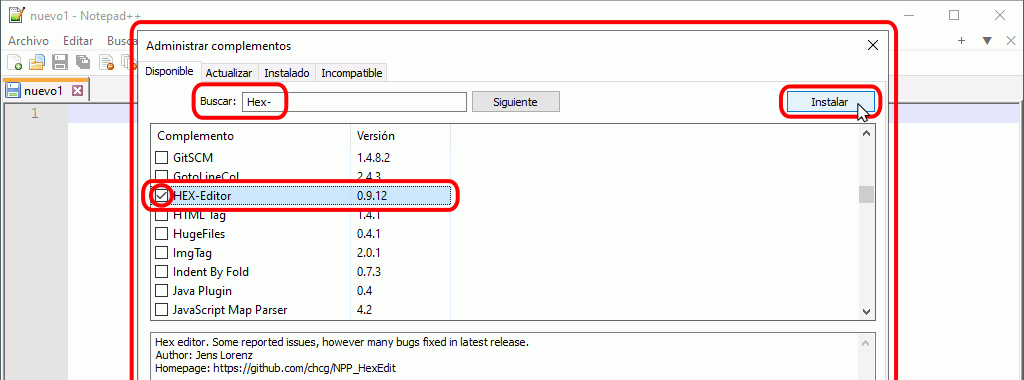 nuevo1 - Notepad++
Archivo Editar Busca
Administrar complementos
Disponible Actualizar Instalado Incompatible
nuevo1
Buscar: Hex- Siguiente Instalar
1
Complemento Versión
GitSCM 1.4.8.2
GotoLineCol 2.4.3
HEX-Editor 0.9.12
HTML Tag 1.4.1
HugeFiles 0.4.1
ImgTag 2.0.1
Indent By Fold 0.7.3
Java Plugin 0.4
JavaScript Map Parser 4.2
Hex editor. Some reported issues, however many bugs fixed in latest release.
Author: Jens Lorenz
Homepage: https://github.com/chcg/NPP_HexEdit